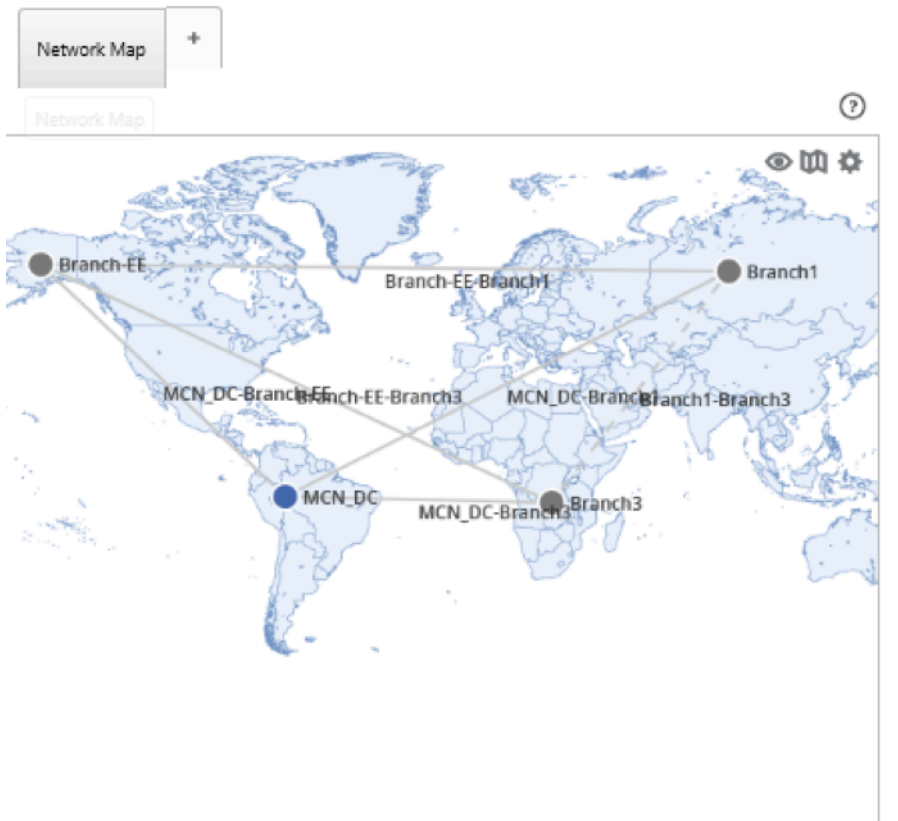 Network Map
+
Network Map
?
Branch-EE
Branch1
Branch-EE-Branch1
MCN_DC-Branch-EE
Branch-EE-Branch3
MCN_DC-Branch1
Branch1-Branch3
MCN_DC
Branch3
MCN_DC-Branch3